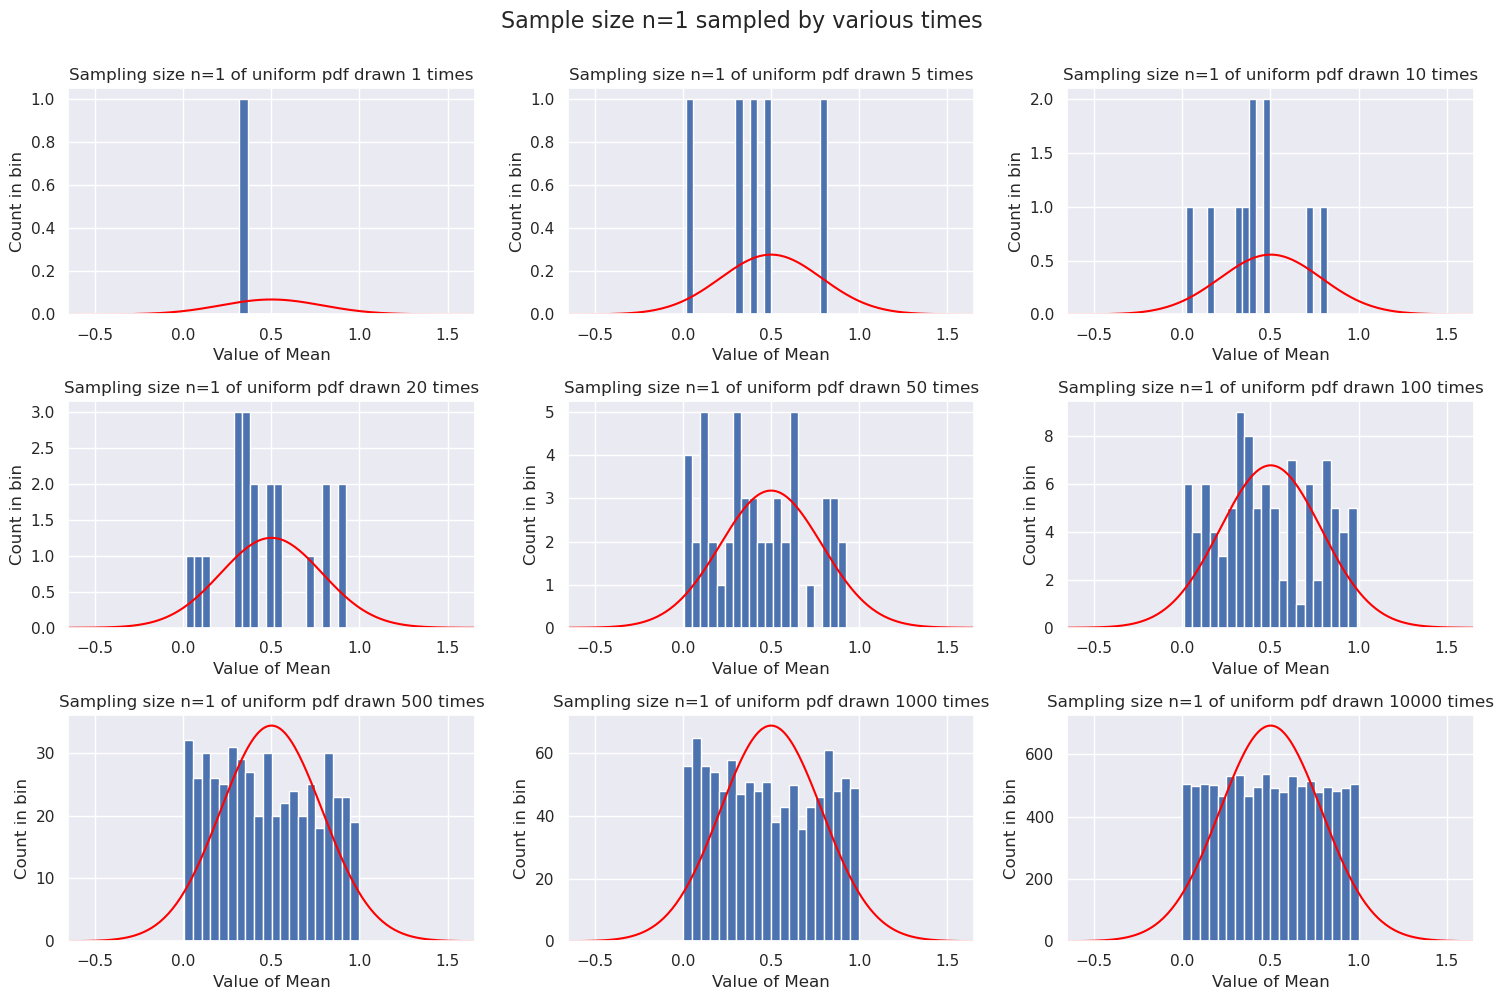 Sample size n=1 sampled by various times
Sampling size n=1 of uniform pdf drawn 1 times
1.0
0.8
0.6
0.4
0.2
0.0
Count in bin
−0.5 0.0 0.5 1.0 1.5
Value of Mean
Sampling size n=1 of uniform pdf drawn 5 times
1.0
0.8
0.6
0.4
0.2
0.0
Count in bin
−0.5 0.0 0.5 1.0 1.5
Value of Mean
Sampling size n=1 of uniform pdf drawn 10 times
2.0
1.5
1.0
0.5
0.0
Count in bin
−0.5 0.0 0.5 1.0 1.5
Value of Mean
Sampling size n=1 of uniform pdf drawn 20 times
3.0
2.5
2.0
1.5
1.0
0.5
0.0
Count in bin
−0.5 0.0 0.5 1.0 1.5
Value of Mean
Sampling size n=1 of uniform pdf drawn 50 times
5
4
3
2
1
0
Count in bin
−0.5 0.0 0.5 1.0 1.5
Value of Mean
Sampling size n=1 of uniform pdf drawn 100 times
8
6
4
2
0
Count in bin
−0.5 0.0 0.5 1.0 1.5
Value of Mean
Sampling size n=1 of uniform pdf drawn 500 times
30
20
10
0
Count in bin
−0.5 0.0 0.5 1.0 1.5
Value of Mean
Sampling size n=1 of uniform pdf drawn 1000 times
60
40
20
0
Count in bin
−0.5 0.0 0.5 1.0 1.5
Value of Mean
Sampling size n=1 of uniform pdf drawn 10000 times
600
400
200
0
Count in bin
−0.5 0.0 0.5 1.0 1.5
Value of Mean